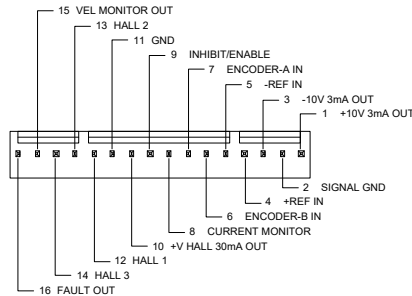 15 VEL MONITOR OUT
13 HALL 2
11 GND
9 INHIBIT/ENABLE
7 ENCODER-A IN
5 -REF IN
3 -10V 3mA OUT
1 +10V 3mA OUT
2 SIGNAL GND
4 +REF IN
6 ENCODER-B IN
8 CURRENT MONITOR
10 +V HALL 30mA OUT
12 HALL 1
14 HALL 3
16 FAULT OUT